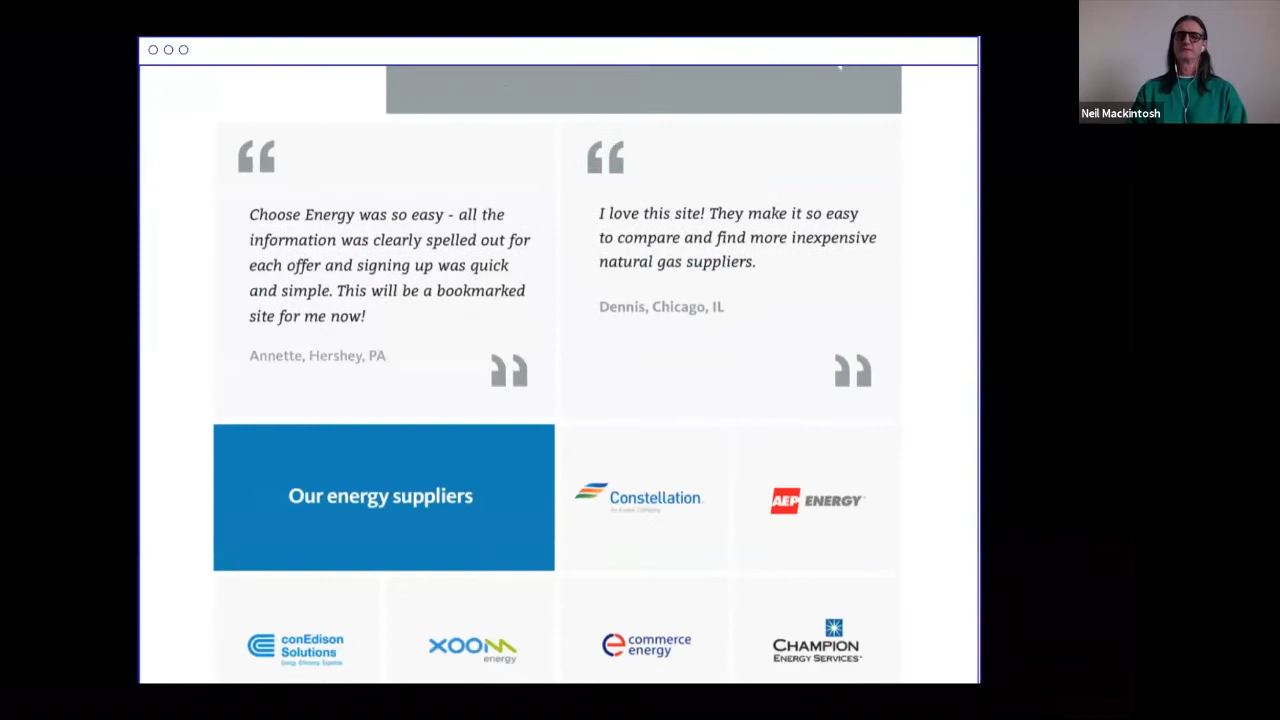 Neil Mackintosh
Choose Energy was so easy - all the
information was clearly spelled out for
each offer and signing up was quick
and simple. This will be a bookmarked
site for me now!
Annette, Hershey, PA
I love this site! They make it so easy
to compare and find more inexpensive
natural gas suppliers.
Dennis, Chicago, IL
Our energy suppliers
Constellation
An Exelon Company
AEP ENERGY
conEdison
Solutions
XOOM
energy
commerce
energy
CHAMPION
ENERGY SERVICES